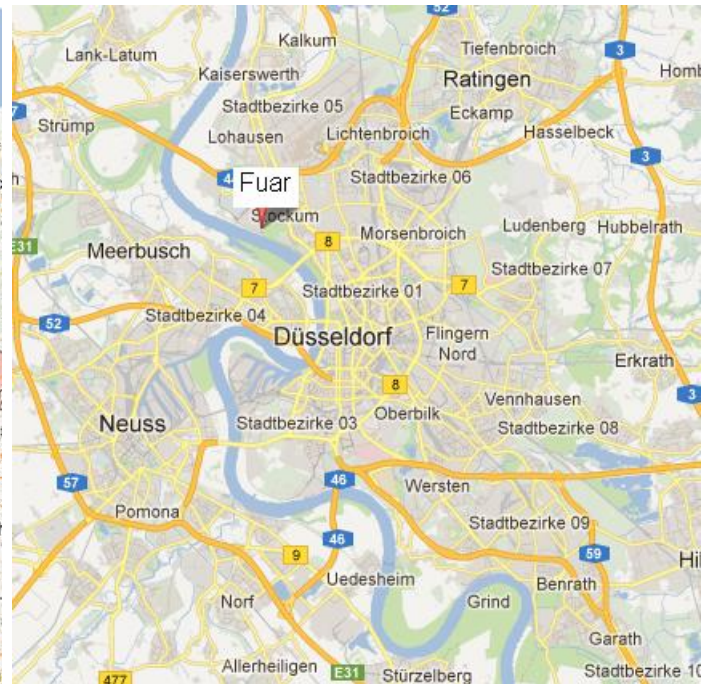 52
Lank-Latum
Kalkum
Tiefenbroich
3
Kaiserswerth
Ratingen
Stadtbezirke 05
Strümp
Eckamp
Lohausen
Lichtenbroich
Hasselbeck
3
Stadtbezirke 06
Fuar
Stockum
Ludenberg
Hubbelrath
Morsenbroich
8
E31
Meerbusch
Stadtbezirke 07
7
7
Stadtbezirke 01
Stadtbezirke 04
52
Düsseldorf
Flingern
Nord
Erkrath
8
3
Vennhausen
Oberbilk
Neuss
Stadtbezirke 03
Stadtbezirke 08
46
57
Wersten
Pomona
Stadtbezirke 09
46
9
59
Uedesheim
Benrath
Norf
Grind
Garath
Allerheiligen
E31
Stürzelberg
Stadtbezirke 10
477